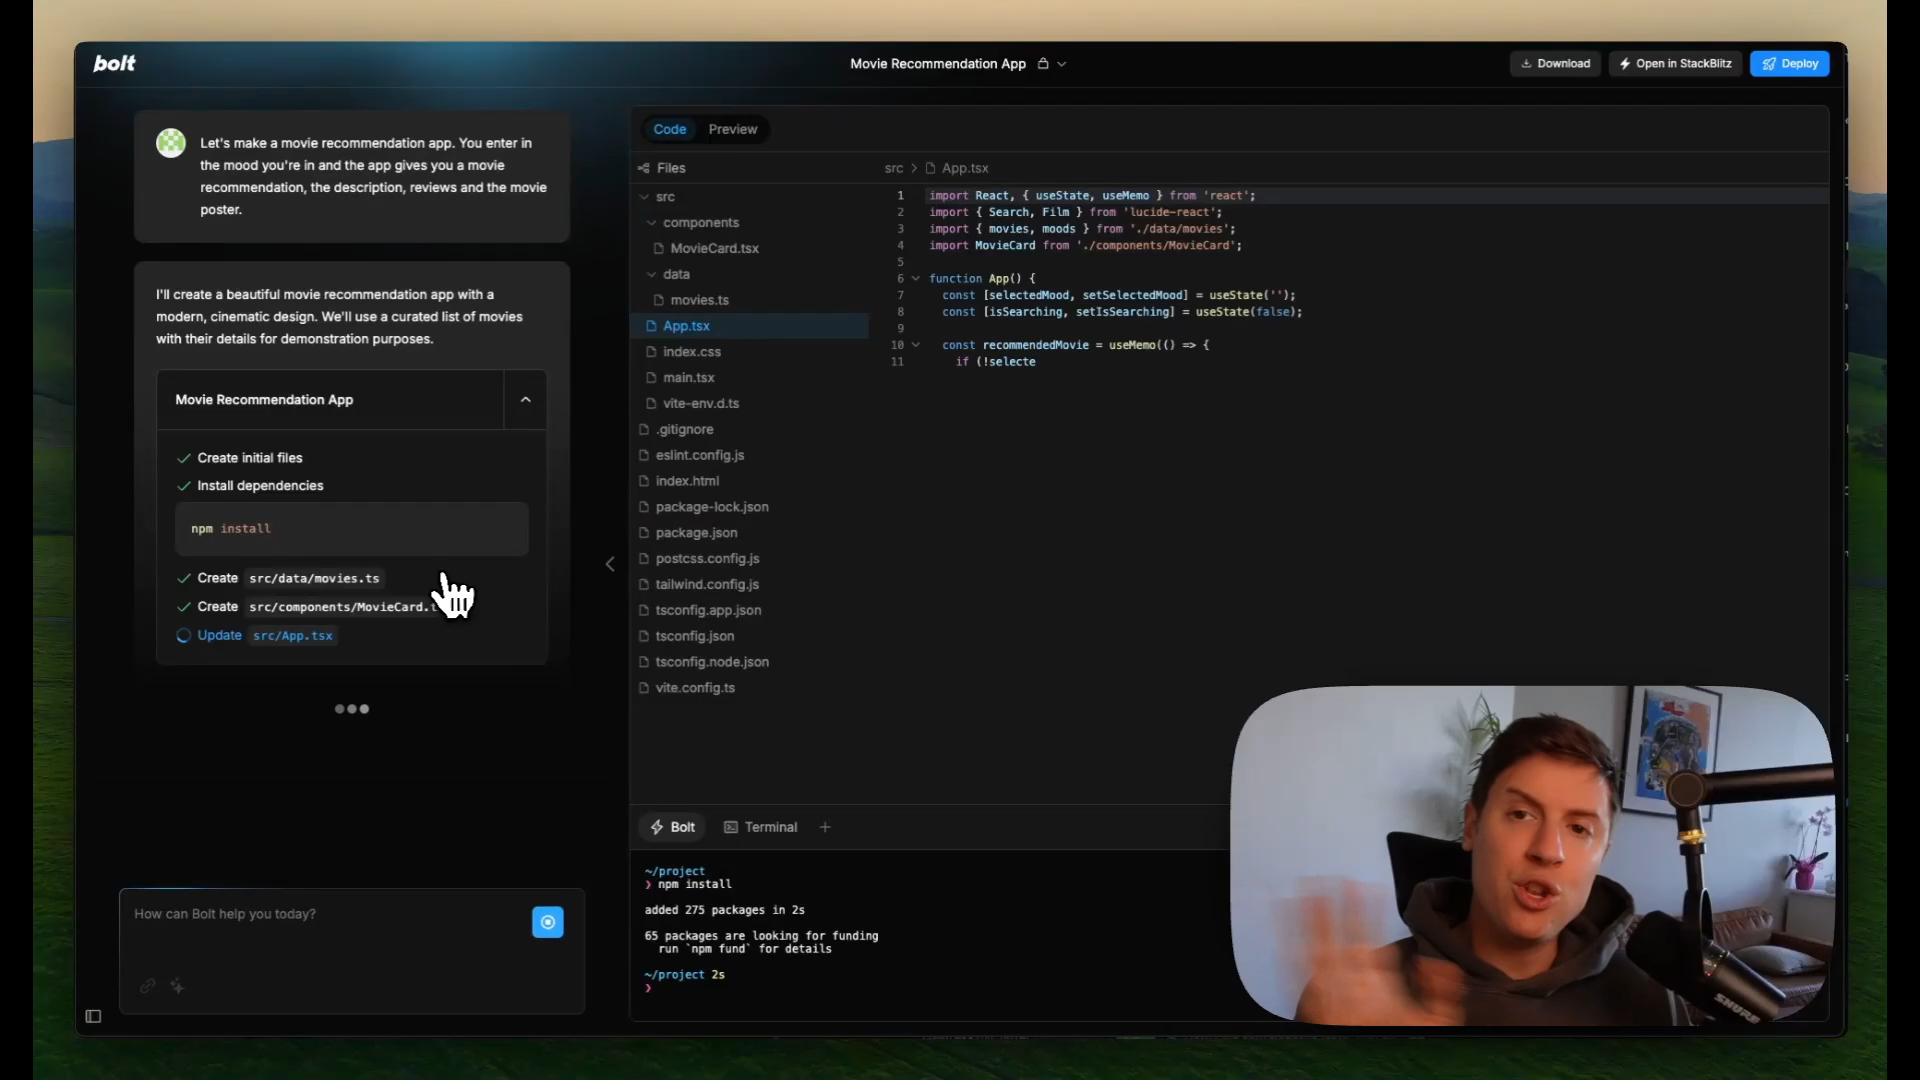 bolt
Movie Recommendation App
Download
Open in StackBlitz
Deploy
Let's make a movie recommendation app. You enter in
the mood you're in and the app gives you a movie
recommendation, the description, reviews and the movie
poster.
I'll create a beautiful movie recommendation app with a
modern, cinematic design. We'll use a curated list of movies
with their details for demonstration purposes.
Movie Recommendation App
Create initial files
Install dependencies
npm install
Create src/data/movies.ts
Create src/components/MovieCard.t
Update src/App.tsx
How can Bolt help you today?
Code
Preview
Files
src
components
MovieCard.tsx
data
movies.ts
App.tsx
index.css
main.tsx
vite-env.d.ts
.gitignore
eslint.config.js
index.html
package-lock.json
package.json
postcss.config.js
tailwind.config.js
tsconfig.app.json
tsconfig.json
tsconfig.node.json
vite.config.ts
src > App.tsx
1 import React, { useState, useMemo } from 'react';
2 import { Search, Film } from 'lucide-react';
3 import { movies, moods } from './data/movies';
4 import MovieCard from './components/MovieCard';
5
6 function App() {
7 const [selectedMood, setSelectedMood] = useState('');
8 const [isSearching, setIsSearching] = useState(false);
9
10 const recommendedMovie = useMemo(() => {
11 if (!selecte
Bolt
Terminal
+
~/project
❯ npm install
added 275 packages in 2s
65 packages are looking for funding
run `npm fund` for details
~/project 2s
❯
SHURE